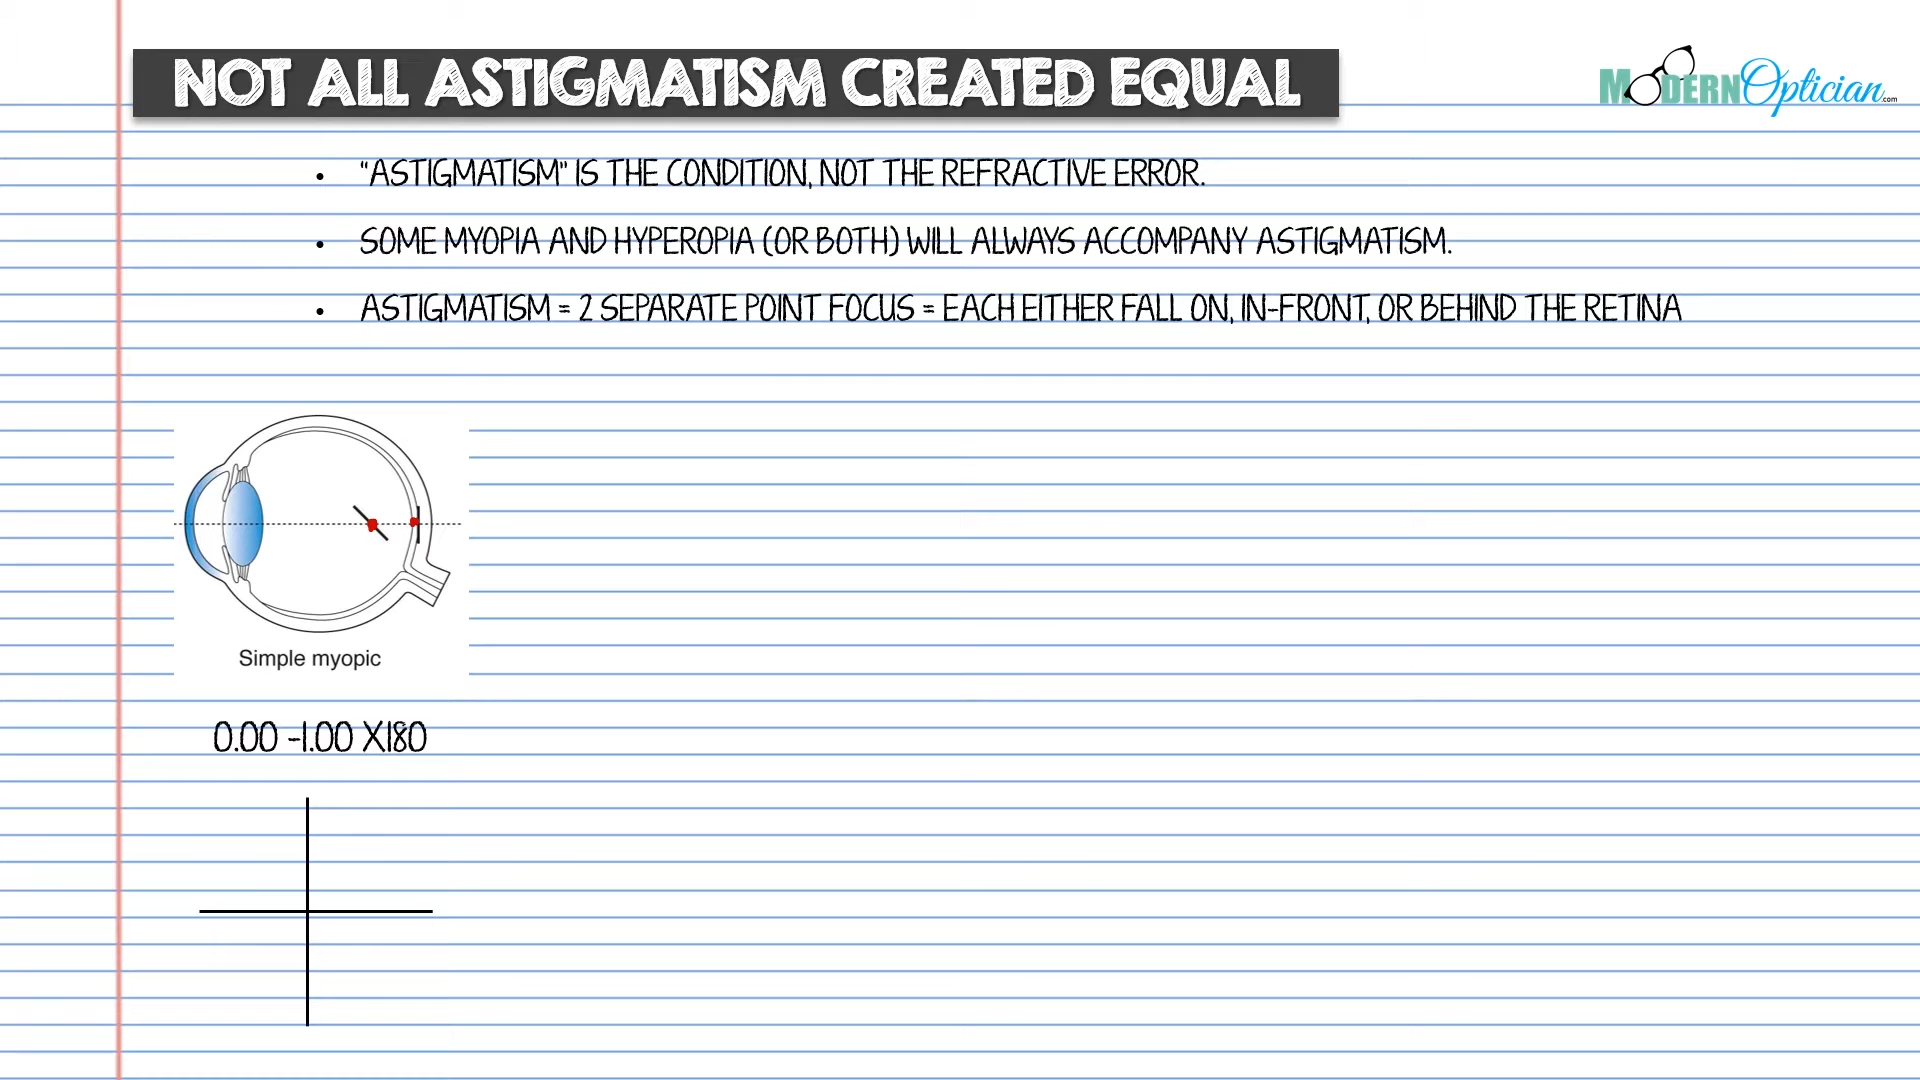 NOT ALL ASTIGMATISM CREATED EQUAL
MODERNOptician.com
• "ASTIGMATISM" IS THE CONDITION, NOT THE REFRACTIVE ERROR.
• SOME MYOPIA AND HYPEROPIA (OR BOTH) WILL ALWAYS ACCOMPANY ASTIGMATISM.
• ASTIGMATISM = 2 SEPARATE POINT FOCUS = EACH EITHER FALL ON, IN-FRONT, OR BEHIND THE RETINA
Simple myopic
0.00 -1.00 X180